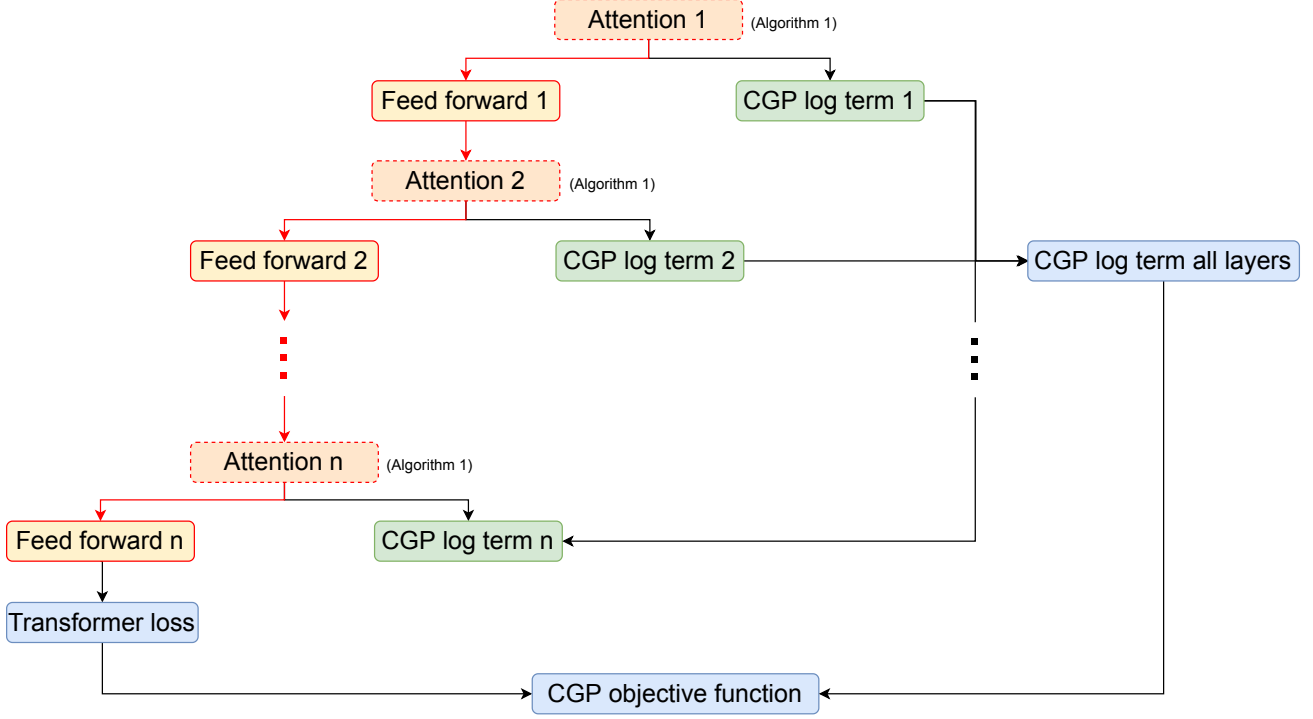 Attention 1
(Algorithm 1)
Feed forward 1
CGP log term 1
Attention 2
(Algorithm 1)
Feed forward 2
CGP log term 2
CGP log term all layers
Attention n
(Algorithm 1)
Feed forward n
CGP log term n
Transformer loss
CGP objective function